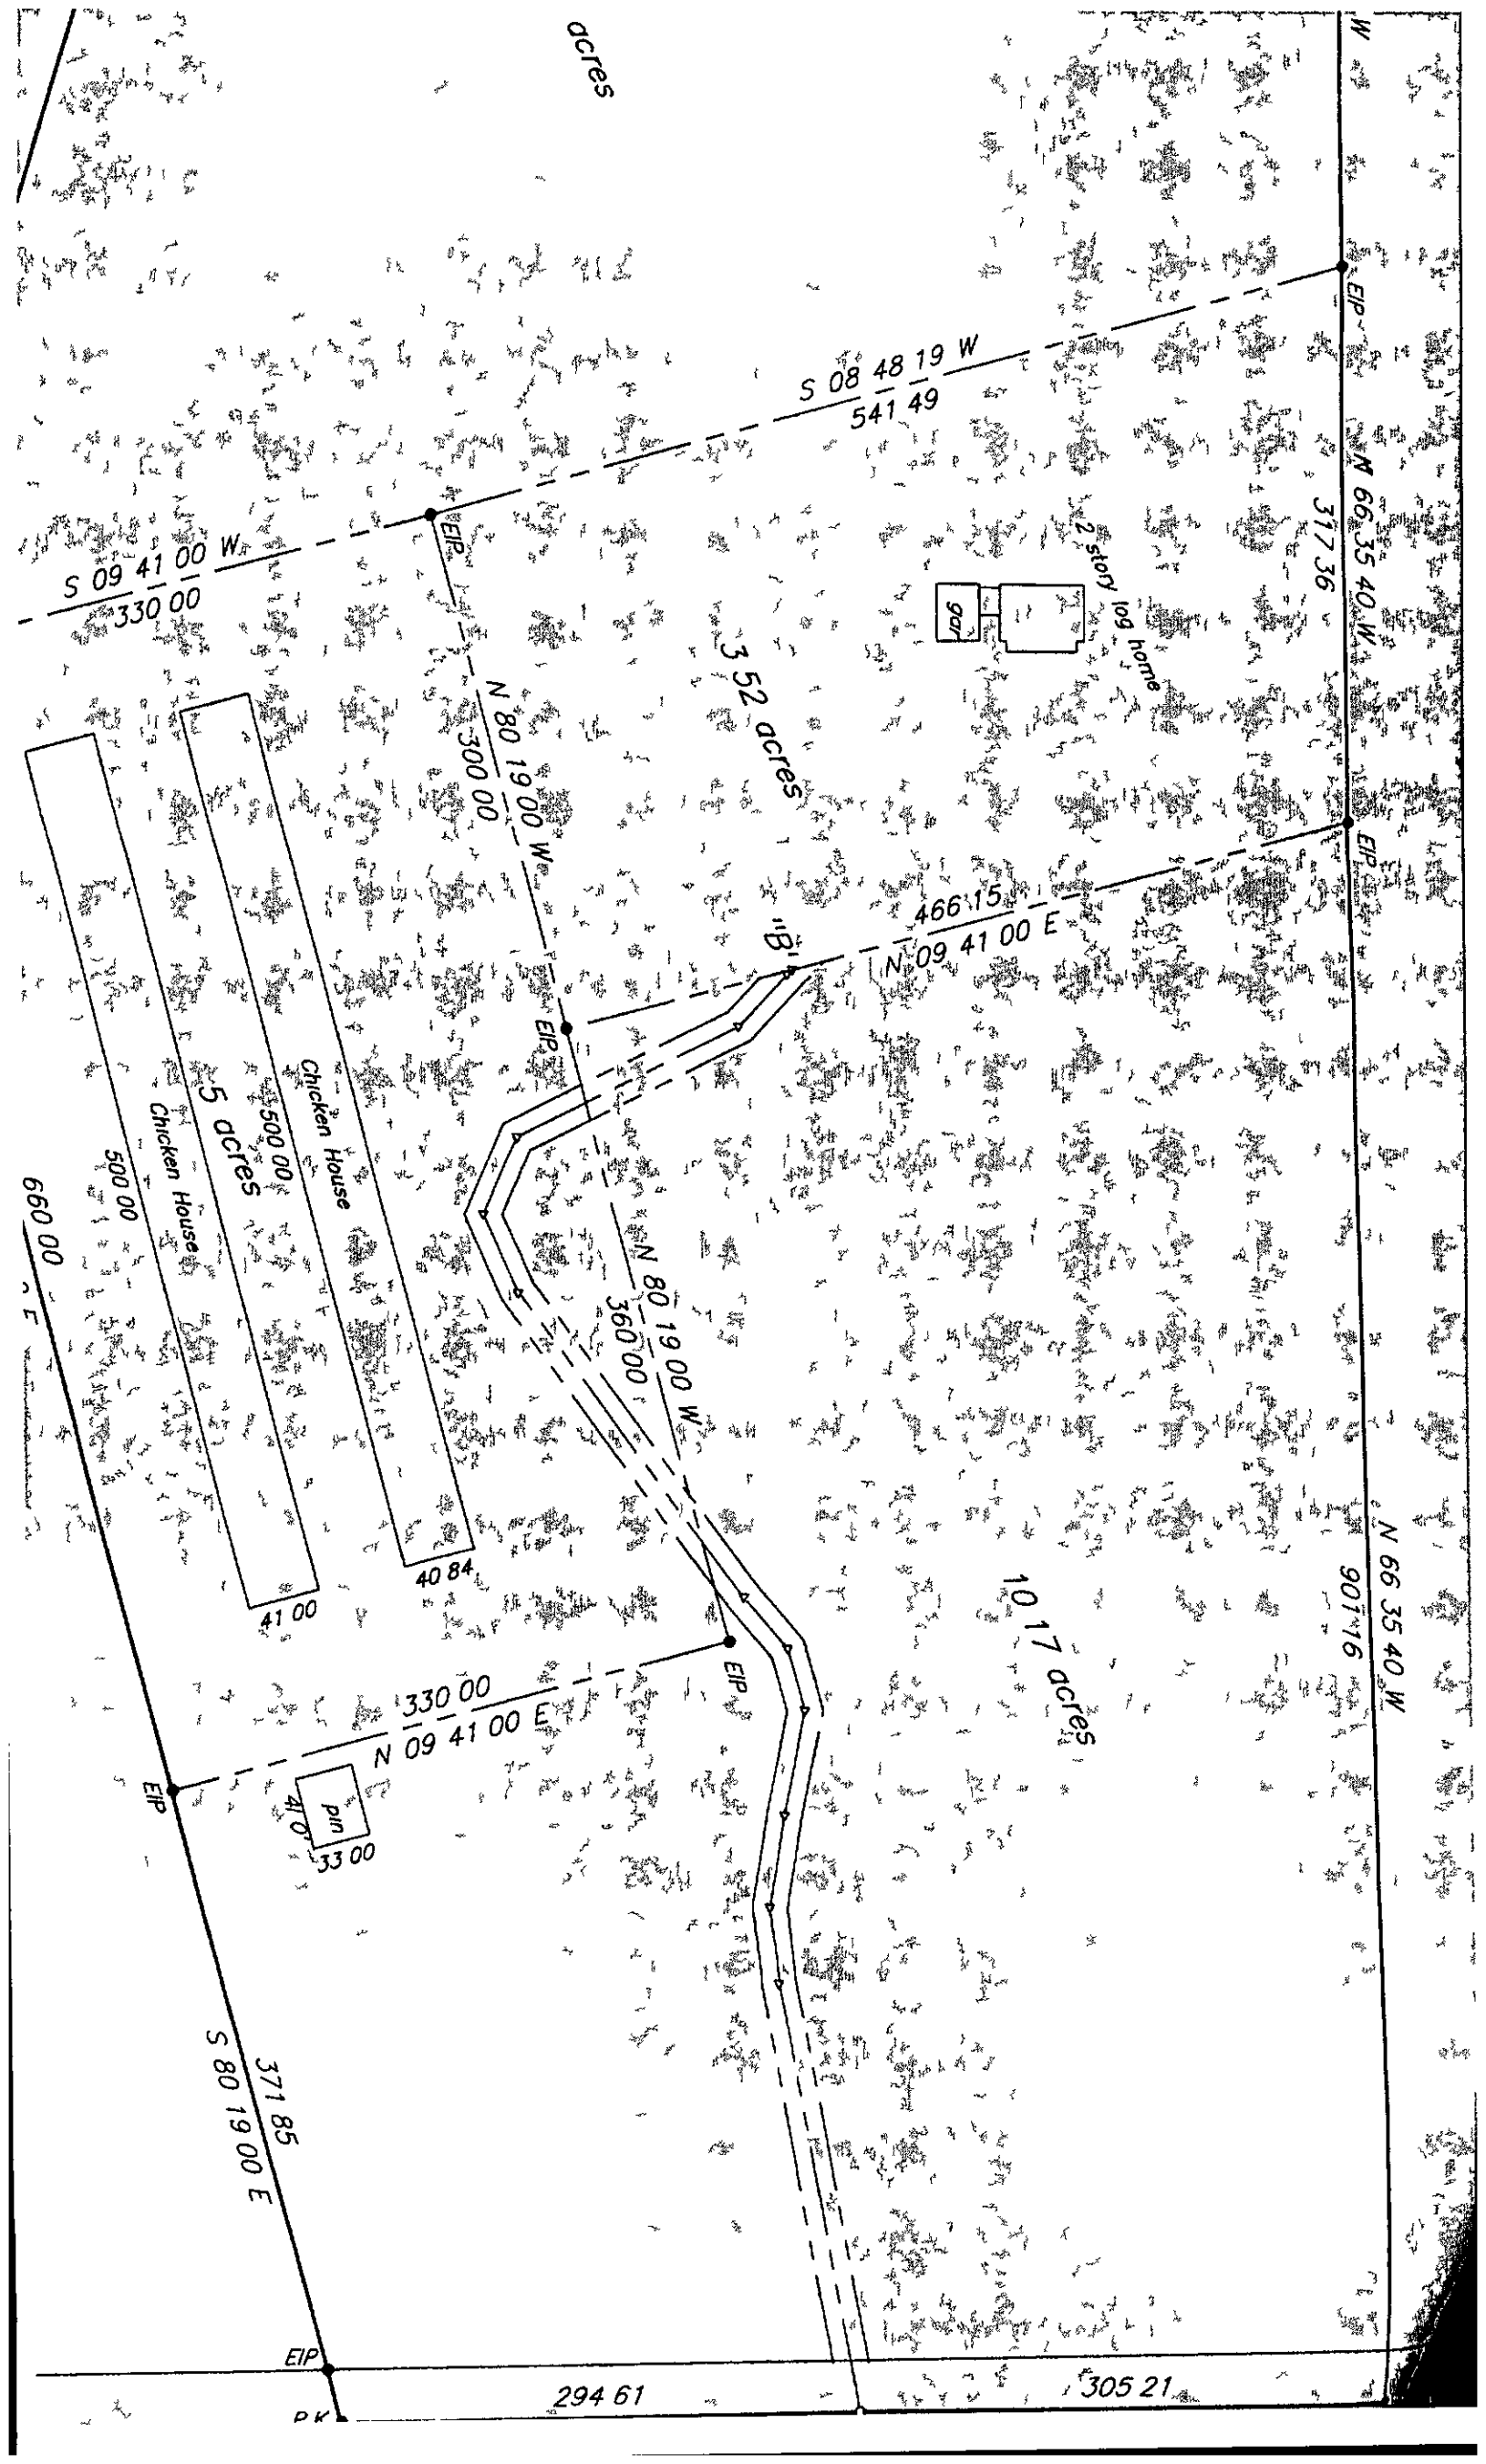 acres
W
EIP
S 08 48 19 W
541 49
N 66 35 40 W
317 36
EIP
S 09 41 00 W
330 00
2 story log home
gar
3 52 acres
N 80 19 00 W
300 00
EIP
466 15
N 09 41 00 E
"B"
EIP
Chicken House
500 00
5 acres
Chicken House
500 00
660 00
N 80 19 00 W
360 00
40 84
41 00
N 66 35 40 W
901 16
10 17 acres
EIP
330 00
N 09 41 00 E
EIP
pm
41 0
33 00
371 85
S 80 19 00 E
EIP
294 61
305 21
P K